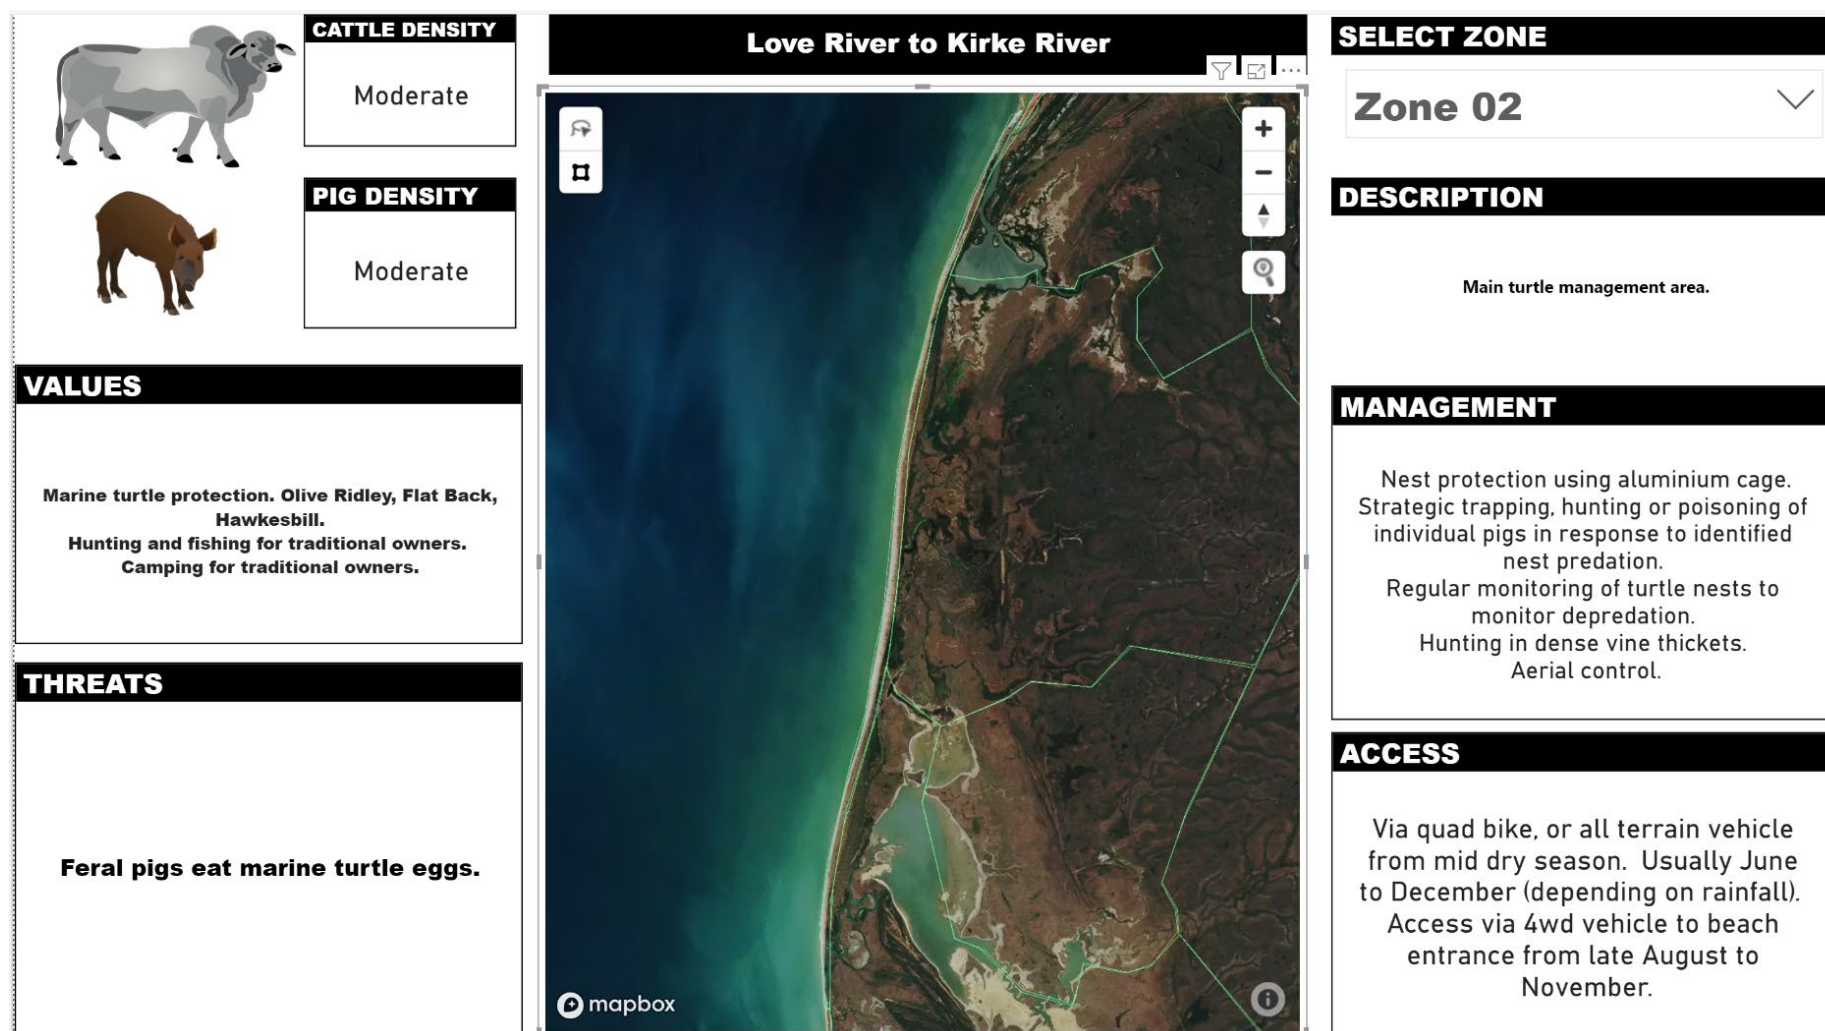 CATTLE DENSITY
Moderate
PIG DENSITY
Moderate
VALUES
Marine turtle protection. Olive Ridley, Flat Back,
Hawkesbill.
Hunting and fishing for traditional owners.
Camping for traditional owners.
THREATS
Feral pigs eat marine turtle eggs.
Love River to Kirke River
mapbox
SELECT ZONE
Zone 02
DESCRIPTION
Main turtle management area.
MANAGEMENT
Nest protection using aluminium cage.
Strategic trapping, hunting or poisoning of
individual pigs in response to identified
nest predation.
Regular monitoring of turtle nests to
monitor depredation.
Hunting in dense vine thickets.
Aerial control.
ACCESS
Via quad bike, or all terrain vehicle
from mid dry season. Usually June
to December (depending on rainfall).
Access via 4wd vehicle to beach
entrance from late August to
November.